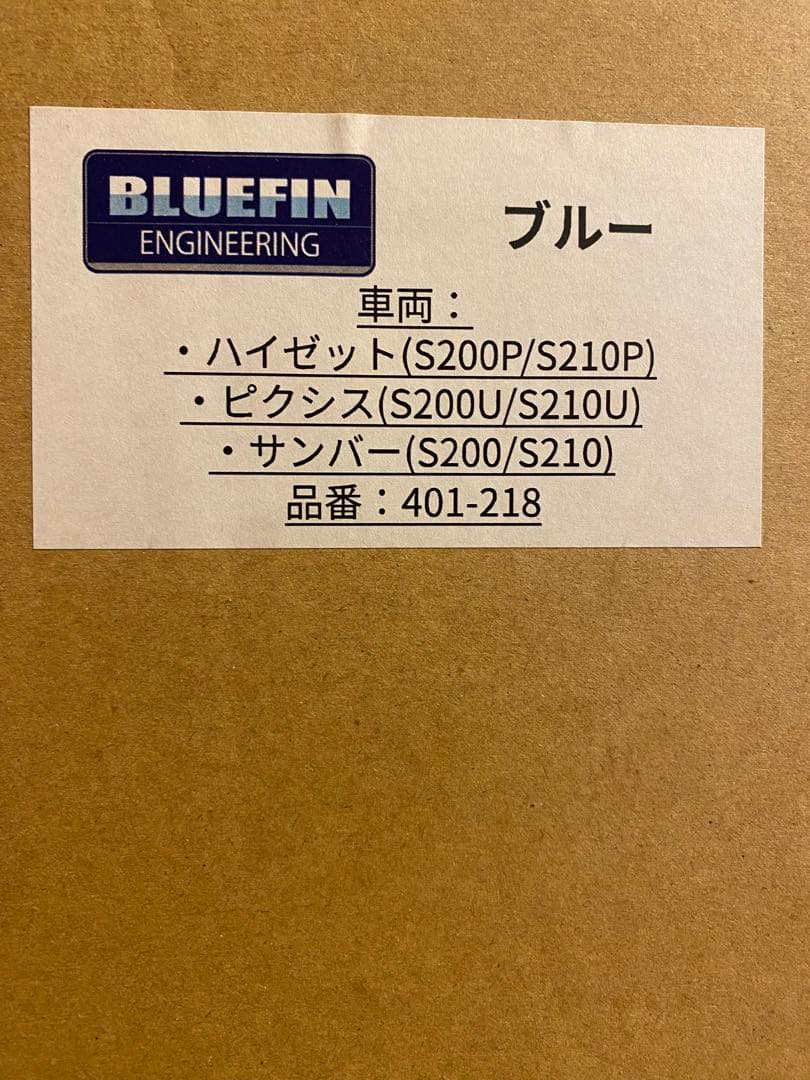 BLUEFIN
ENGINEERING
ブルー
車両：
・ハイゼット(S200P/S210P)
・ピクシス(S200U/S210U)
・サンバー(S200/S210)
品番：401-218